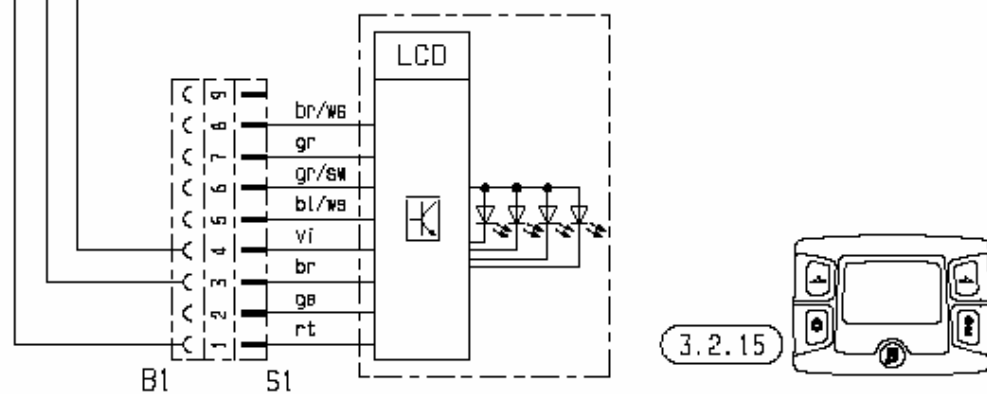 LCD
9
8 br/ws
7 gr
6 gr/sw
5 bl/ws
4 vi
3 br
2 ge
1 rt
3.2.15
B1 S1